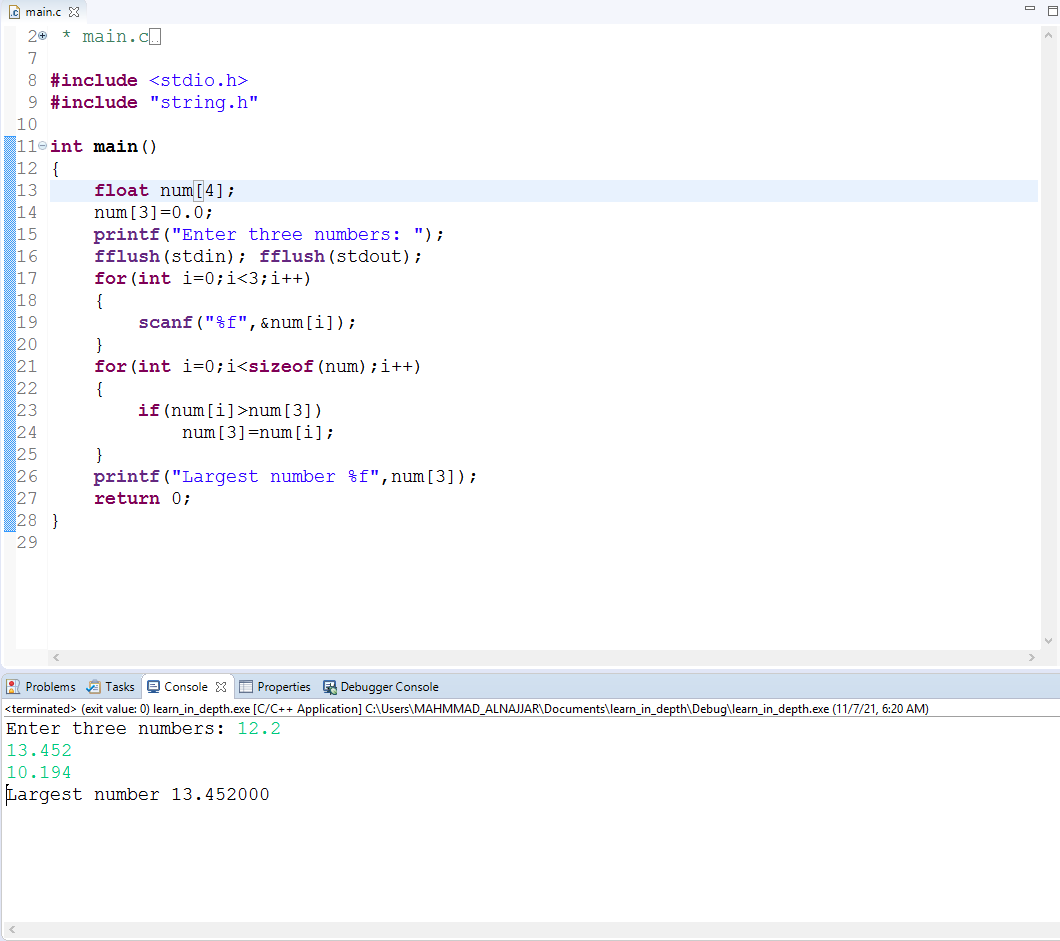 main.c
2 * main.c
7
8 #include <stdio.h>
9 #include "string.h"
10
11 int main()
12 {
13     float num[4];
14     num[3]=0.0;
15     printf("Enter three numbers: ");
16     fflush(stdin); fflush(stdout);
17     for(int i=0;i<3;i++)
18     {
19         scanf("%f",&num[i]);
20     }
21     for(int i=0;i<sizeof(num);i++)
22     {
23         if(num[i]>num[3])
24             num[3]=num[i];
25     }
26     printf("Largest number %f",num[3]);
27     return 0;
28 }
29
Problems Tasks Console Properties Debugger Console
<terminated> (exit value: 0) learn_in_depth.exe [C/C++ Application] C:\Users\MAHMMAD_ALNAJJAR\Documents\learn_in_depth\Debug\learn_in_depth.exe (11/7/21, 6:20 AM)
Enter three numbers: 12.2
13.452
10.194
Largest number 13.452000